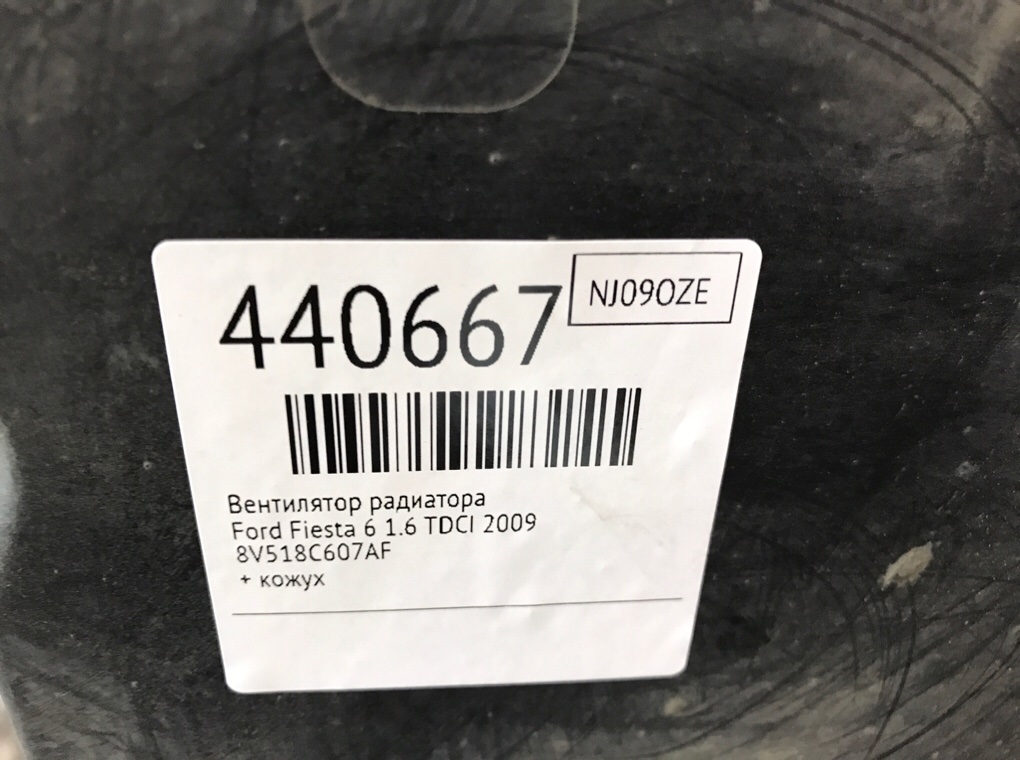 440667
NJ09OZE
Вентилятор радиатора
Ford Fiesta 6 1.6 TDCI 2009
8V518C607AF
+ кожух